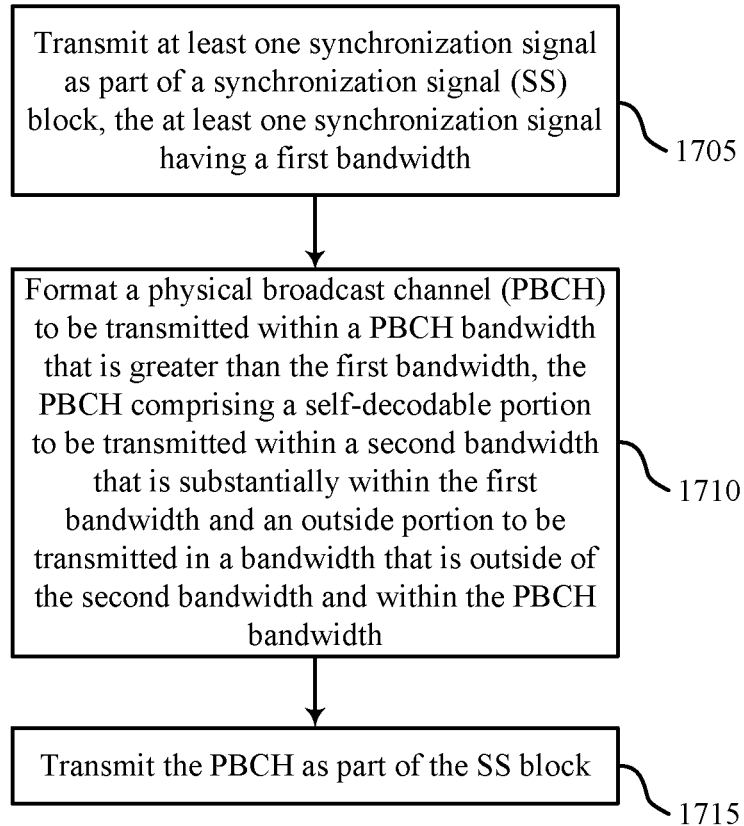 Transmit at least one synchronization signal
as part of a synchronization signal (SS)
block, the at least one synchronization signal
having a first bandwidth
1705
Format a physical broadcast channel (PBCH)
to be transmitted within a PBCH bandwidth
that is greater than the first bandwidth, the
PBCH comprising a self-decodable portion
to be transmitted within a second bandwidth
that is substantially within the first
bandwidth and an outside portion to be
transmitted in a bandwidth that is outside of
the second bandwidth and within the PBCH
bandwidth
1710
Transmit the PBCH as part of the SS block
1715